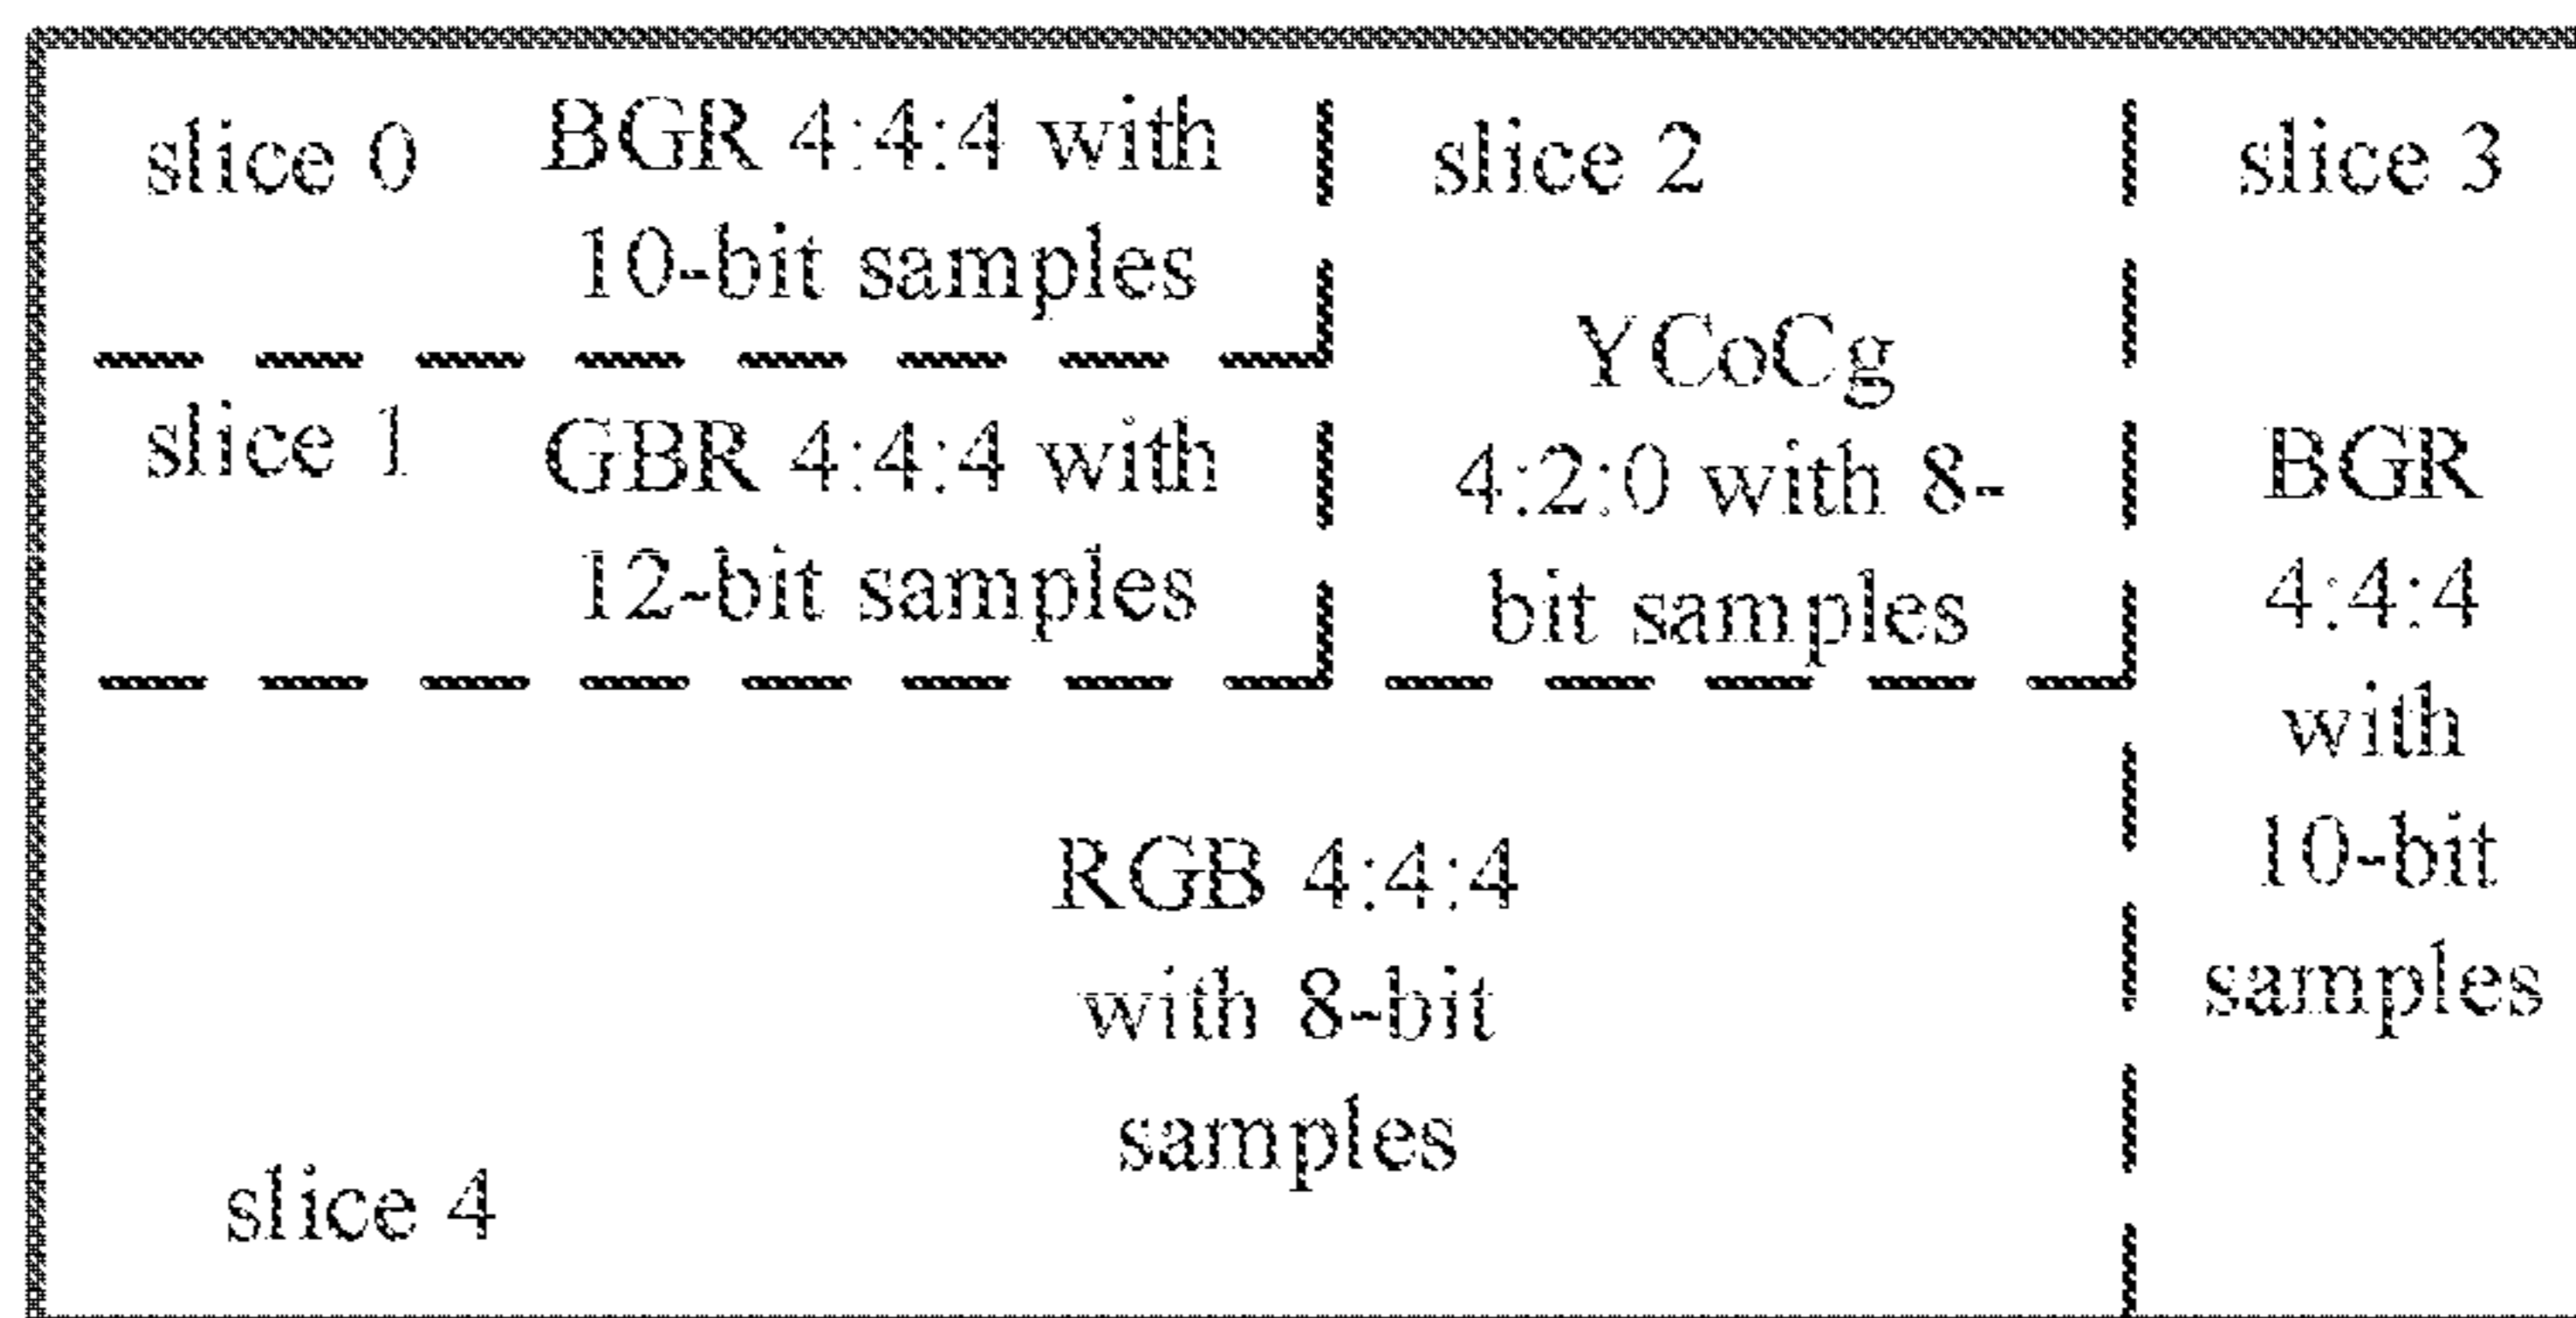 slice 0
BGR 4:4:4 with
10-bit samples
slice 1
GBR 4:4:4 with
12-bit samples
slice 2
YCoCg
4:2:0 with 8-
bit samples
slice 3
BGR
4:4:4
with
10-bit
samples
RGB 4:4:4
with 8-bit
samples
slice 4